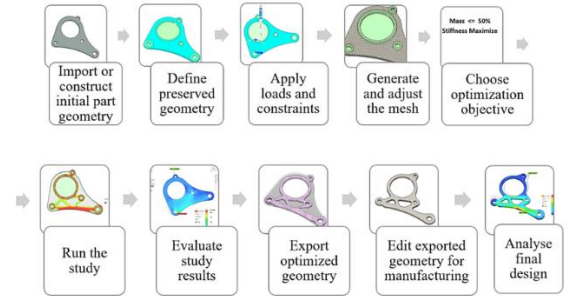 Mass <= 50%
Stiffness Maximize
Import or
construct
initial part
geometry
Define
preserved
geometry
Apply
loads and
constraints
Generate
and adjust
the mesh
Choose
optimization
objective
Run the
study
Evaluate
study
results
Export
optimized
geometry
Edit exported
geometry for
manufacturing
Analyse
final
design